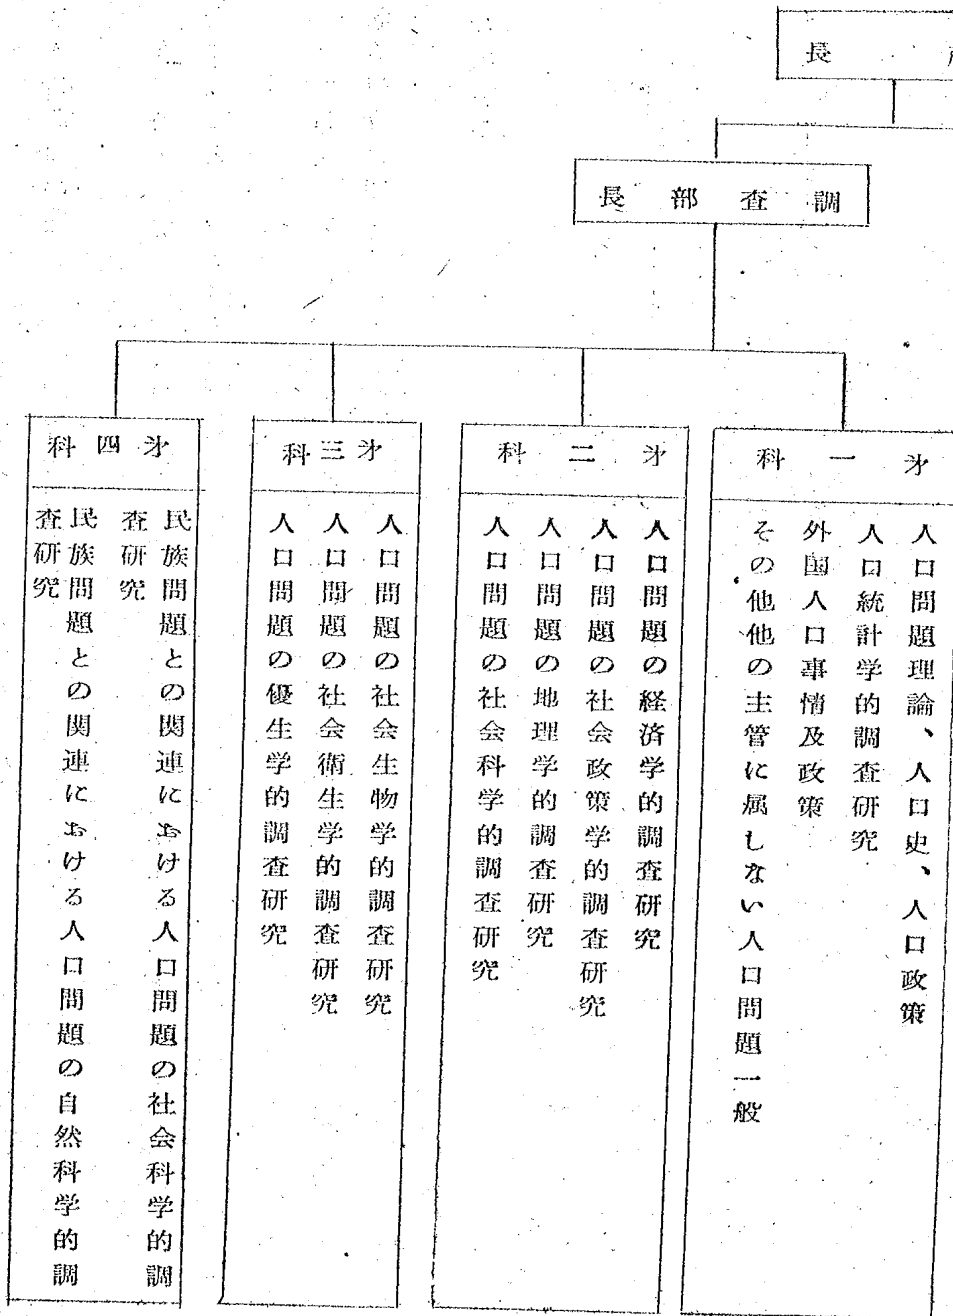 長
調査部長
才一科
人口問題理論、人口史、人口政策
人口統計学的調査研究
外国人口事情及政策
その他他の主管に属しない人口問題一般
才二科
人口問題の経済学的調査研究
人口問題の社会政策学的調査研究
人口問題の地理学的調査研究
人口問題の社会科学的調査研究
才三科
人口問題の社会生物学的調査研究
人口問題の社会衛生学的調査研究
人口問題の優生学的調査研究
才四科
民族問題との関連における人口問題の社会科学的調
査研究
民族問題との関連における人口問題の自然科学的調
査研究